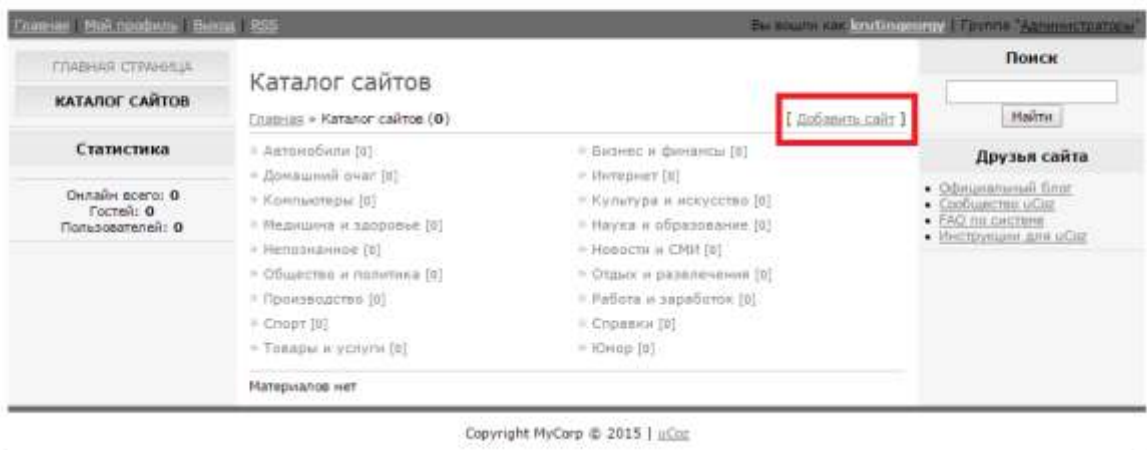 Главная | Мой профиль | Выход | RSS
Вы вошли как krutingeorgy | Группа "Администраторы"
ГЛАВНАЯ СТРАНИЦА
КАТАЛОГ САЙТОВ
Статистика
Онлайн всего: 0
Гостей: 0
Пользователей: 0
Каталог сайтов
Главная » Каталог сайтов (0)
[ Добавить сайт ]
Автомобили [0]
Бизнес и финансы [0]
Домашний очаг [0]
Интернет [0]
Компьютеры [0]
Культура и искусство [0]
Медицина и здоровье [0]
Наука и образование [0]
Непознанное [0]
Новости и СМИ [0]
Общество и политика [0]
Отдых и развлечения [0]
Производство [0]
Работа и заработок [0]
Спорт [0]
Справки [0]
Товары и услуги [0]
Юмор [0]
Материалов нет
Поиск
Найти
Друзья сайта
Официальный блог
Сообщество uCoz
FAQ по системе
Инструкции для uCoz
Copyright MyCorp © 2015 | uCoz